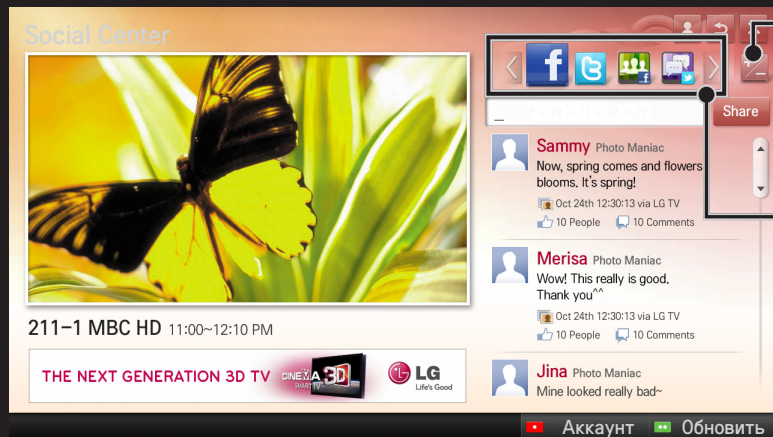 Social Center
Share
Sammy Photo Maniac
Now, spring comes and flowers
blooms. It's spring!
Oct 24th 12:30:13 via LG TV
10 People 10 Comments
Merisa Photo Maniac
Wow! This really is good.
Thank you^^
Oct 24th 12:30:13 via LG TV
10 People 10 Comments
Jina Photo Maniac
Mine looked really bad~
211-1 MBC HD 11:00~12:10 PM
THE NEXT GENERATION 3D TV CINEMA 3D SMART TV LG Life's Good
Аккаунт Обновить